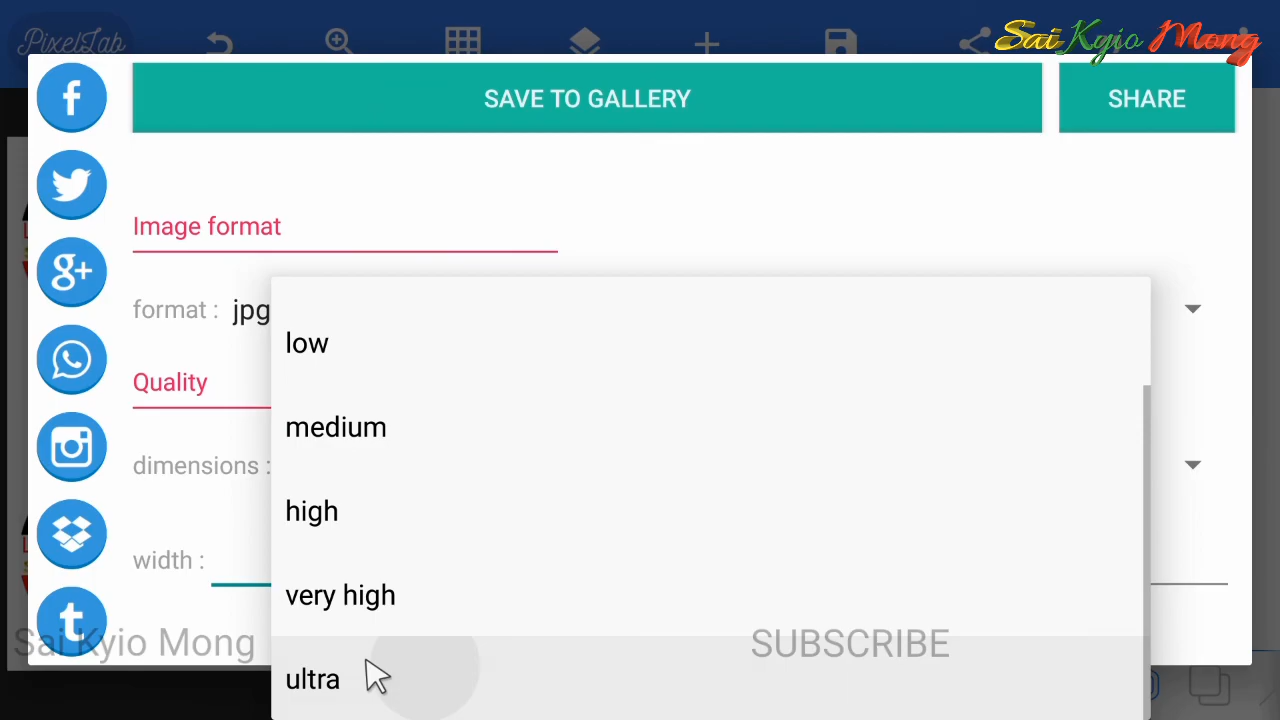 PixelLab
Sai Kyio Mong
SAVE TO GALLERY
SHARE
Image format
format : jpg
low
medium
Quality
dimensions :
high
width :
very high
Sai Kyio Mong
SUBSCRIBE
ultra